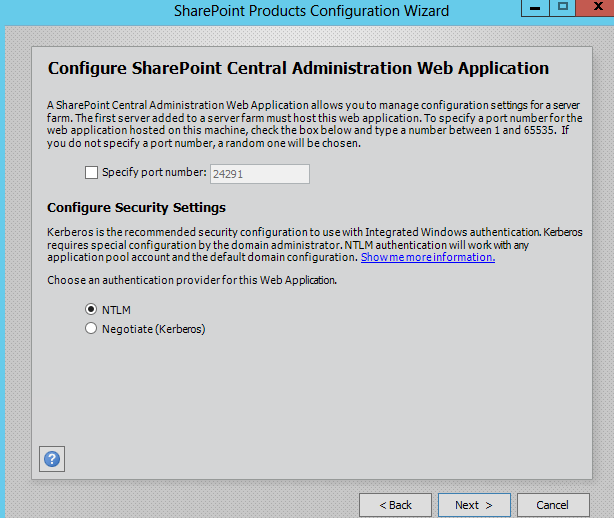 SharePoint Products Configuration Wizard
Configure SharePoint Central Administration Web Application
A SharePoint Central Administration Web Application allows you to manage configuration settings for a server
farm. The first server added to a server farm must host this web application. To specify a port number for the
web application hosted on this machine, check the box below and type a number between 1 and 65535. If
you do not specify a port number, a random one will be chosen.
Specify port number: 24291
Configure Security Settings
Kerberos is the recommended security configuration to use with Integrated Windows authentication. Kerberos
requires special configuration by the domain administrator. NTLM authentication will work with any
application pool account and the default domain configuration. Show me more information.
Choose an authentication provider for this Web Application.
NTLM
Negotiate (Kerberos)
?
< Back Next > Cancel